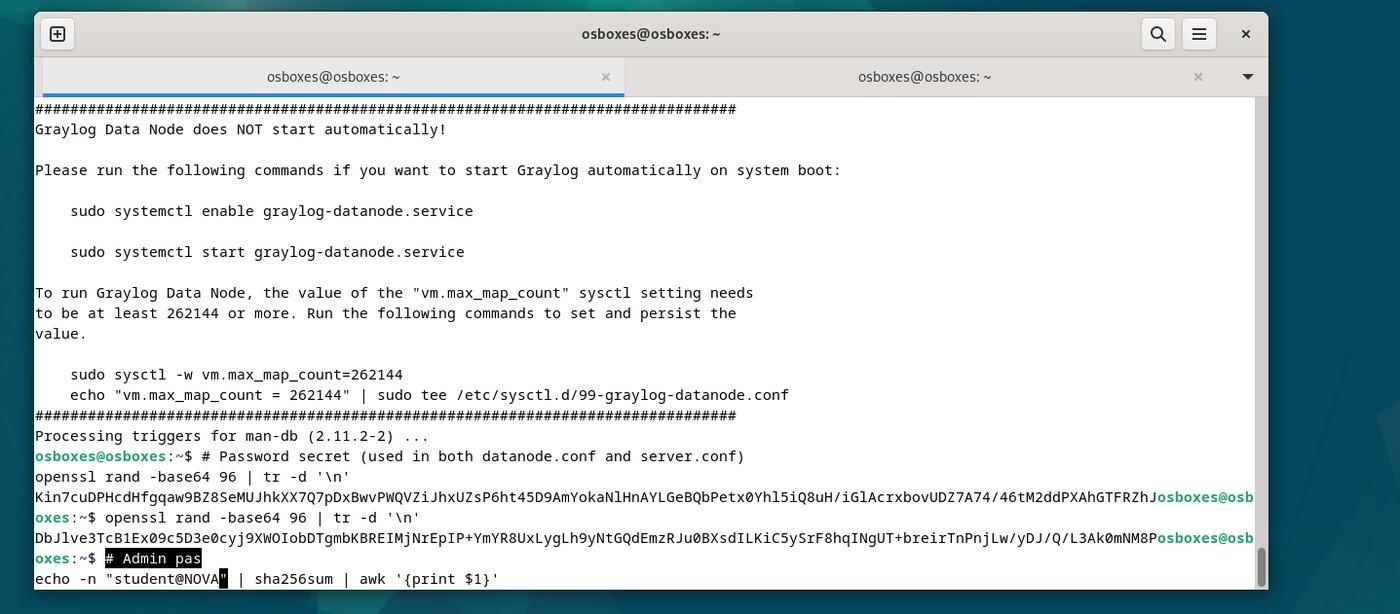 osboxes@osboxes: ~
osboxes@osboxes: ~
osboxes@osboxes: ~
################################################################################
Graylog Data Node does NOT start automatically!
Please run the following commands if you want to start Graylog automatically on system boot:
sudo systemctl enable graylog-datanode.service
sudo systemctl start graylog-datanode.service
To run Graylog Data Node, the value of the "vm.max_map_count" sysctl setting needs
to be at least 262144 or more. Run the following commands to set and persist the
value.
sudo sysctl -w vm.max_map_count=262144
echo "vm.max_map_count = 262144" | sudo tee /etc/sysctl.d/99-graylog-datanode.conf
################################################################################
Processing triggers for man-db (2.11.2-2) ...
osboxes@osboxes:~$ # Password secret (used in both datanode.conf and server.conf)
openssl rand -base64 96 | tr -d '\n'
Kin7cuDPHcdHfgqaw9BZ8SeMUJhkXX7Q7pDxBwvPWQVZiJhxUZsP6ht45D9AmYokaNlHnAYLGeBQbPetx0Yhl5iQ8uH/iGlAcrxbovUDZ7A74/46tM2ddPXAhGTFRZhJosboxes@osb
oxes:~$ openssl rand -base64 96 | tr -d '\n'
DbJlve3TcB1Ex09c5D3e0cyj9XWOIobDTgmbKBREIMjNrEpIP+YmYR8UxLygLh9yNtGQdEmzRJu0BXsdILKiC5ySrF8hqINgUT+breirTnPnjLw/yDJ/Q/L3Ak0mNM8Posboxes@osb
oxes:~$ # Admin pas
echo -n "student@NOVA" | sha256sum | awk '{print $1}'